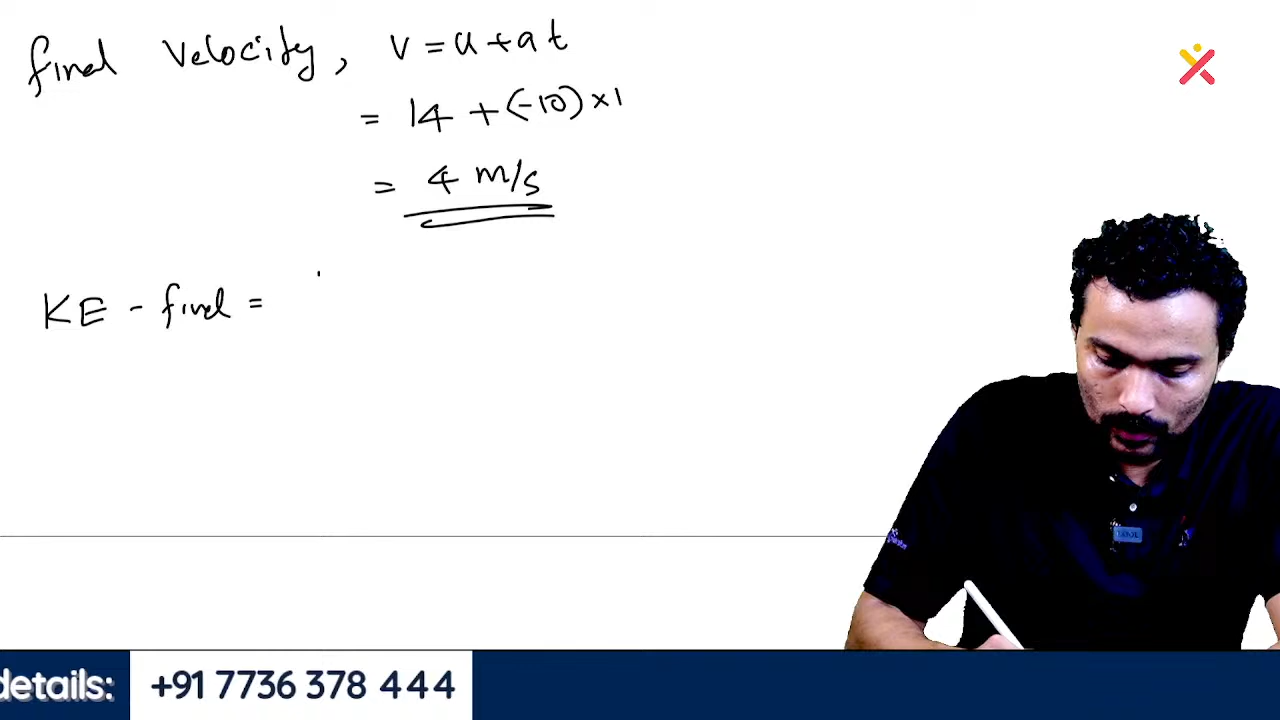 final velocity, v = u + at
= 14 + (-10) × 1
= 4 m/s
KE - final =
details: +91 7736 378 444